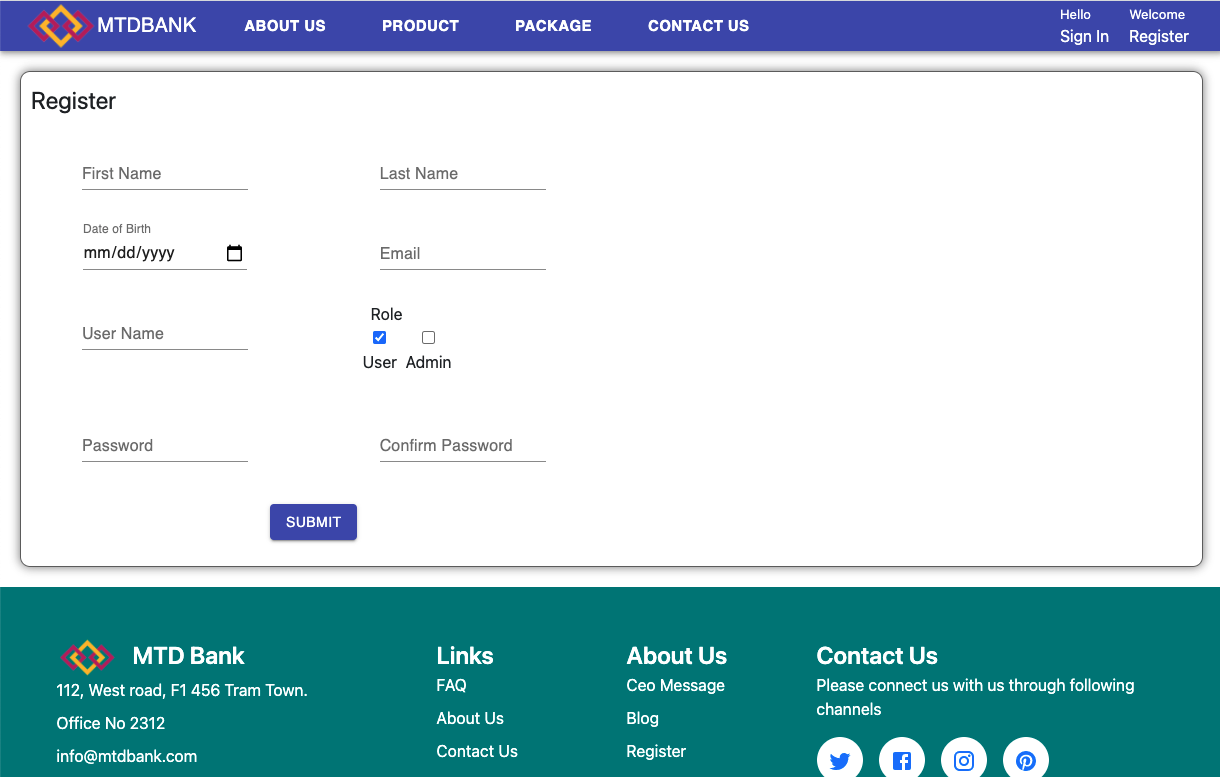 MTDBANK ABOUT US PRODUCT PACKAGE CONTACT US Hello Welcome
Sign In Register
Register
First Name Last Name
Date of Birth
mm/dd/yyyy Email
Role
User Name
User Admin
Password Confirm Password
SUBMIT
MTD Bank Links About Us Contact Us
112, West road, F1 456 Tram Town. FAQ Ceo Message Please connect us with us through following
channels
Office No 2312 About Us Blog
info@mtdbank.com Contact Us Register